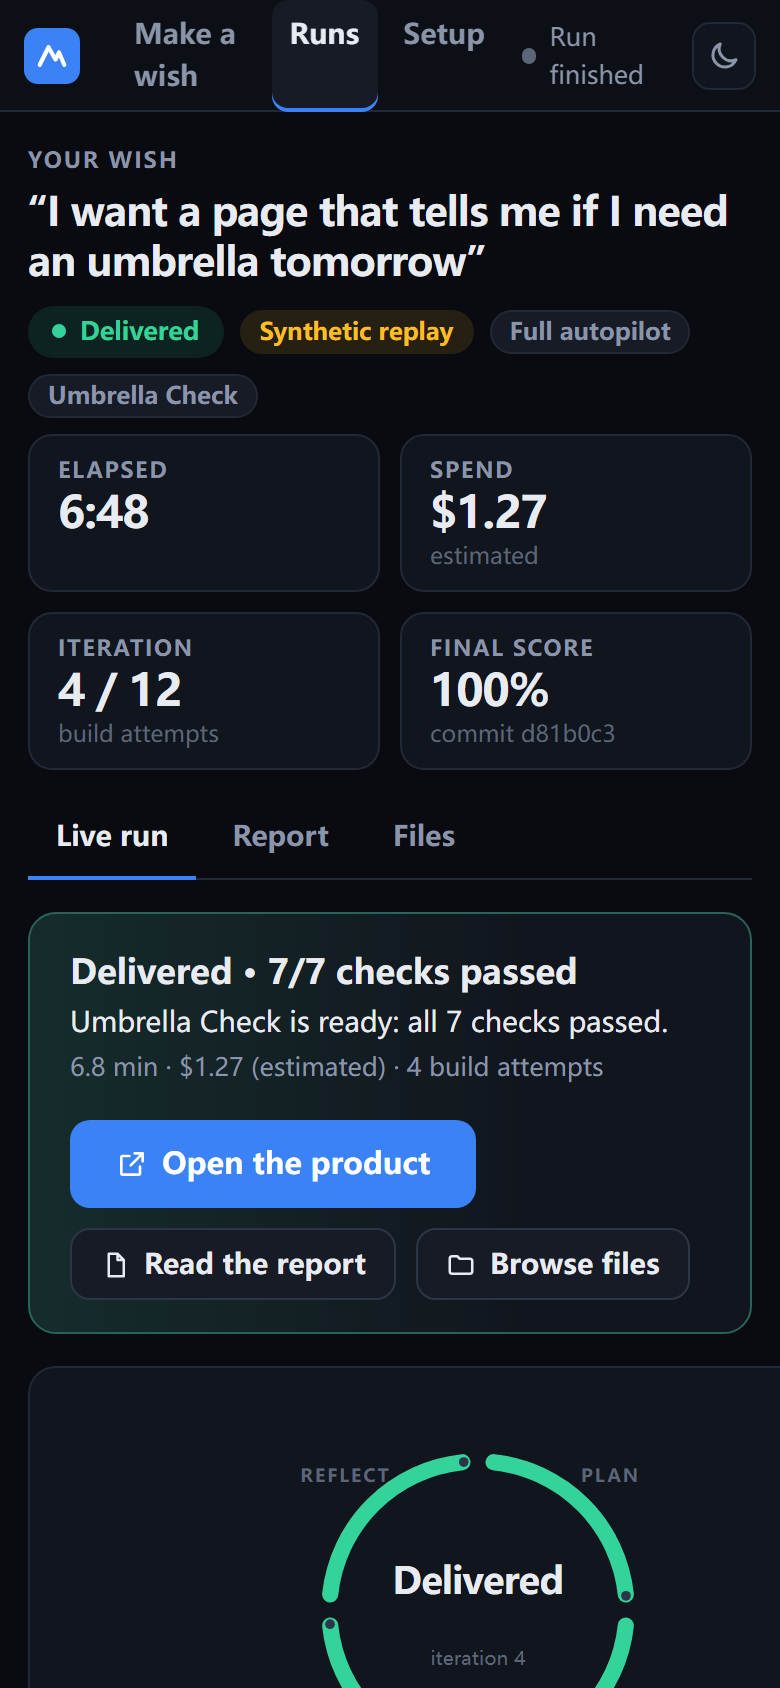 Make a wish
Runs
Setup
Run finished
YOUR WISH
“I want a page that tells me if I need
an umbrella tomorrow”
Delivered
Synthetic replay
Full autopilot
Umbrella Check
ELAPSED
6:48
SPEND
$1.27
estimated
ITERATION
4 / 12
build attempts
FINAL SCORE
100%
commit d81b0c3
Live run
Report
Files
Delivered • 7/7 checks passed
Umbrella Check is ready: all 7 checks passed.
6.8 min · $1.27 (estimated) · 4 build attempts
Open the product
Read the report
Browse files
REFLECT
PLAN
Delivered
iteration 4